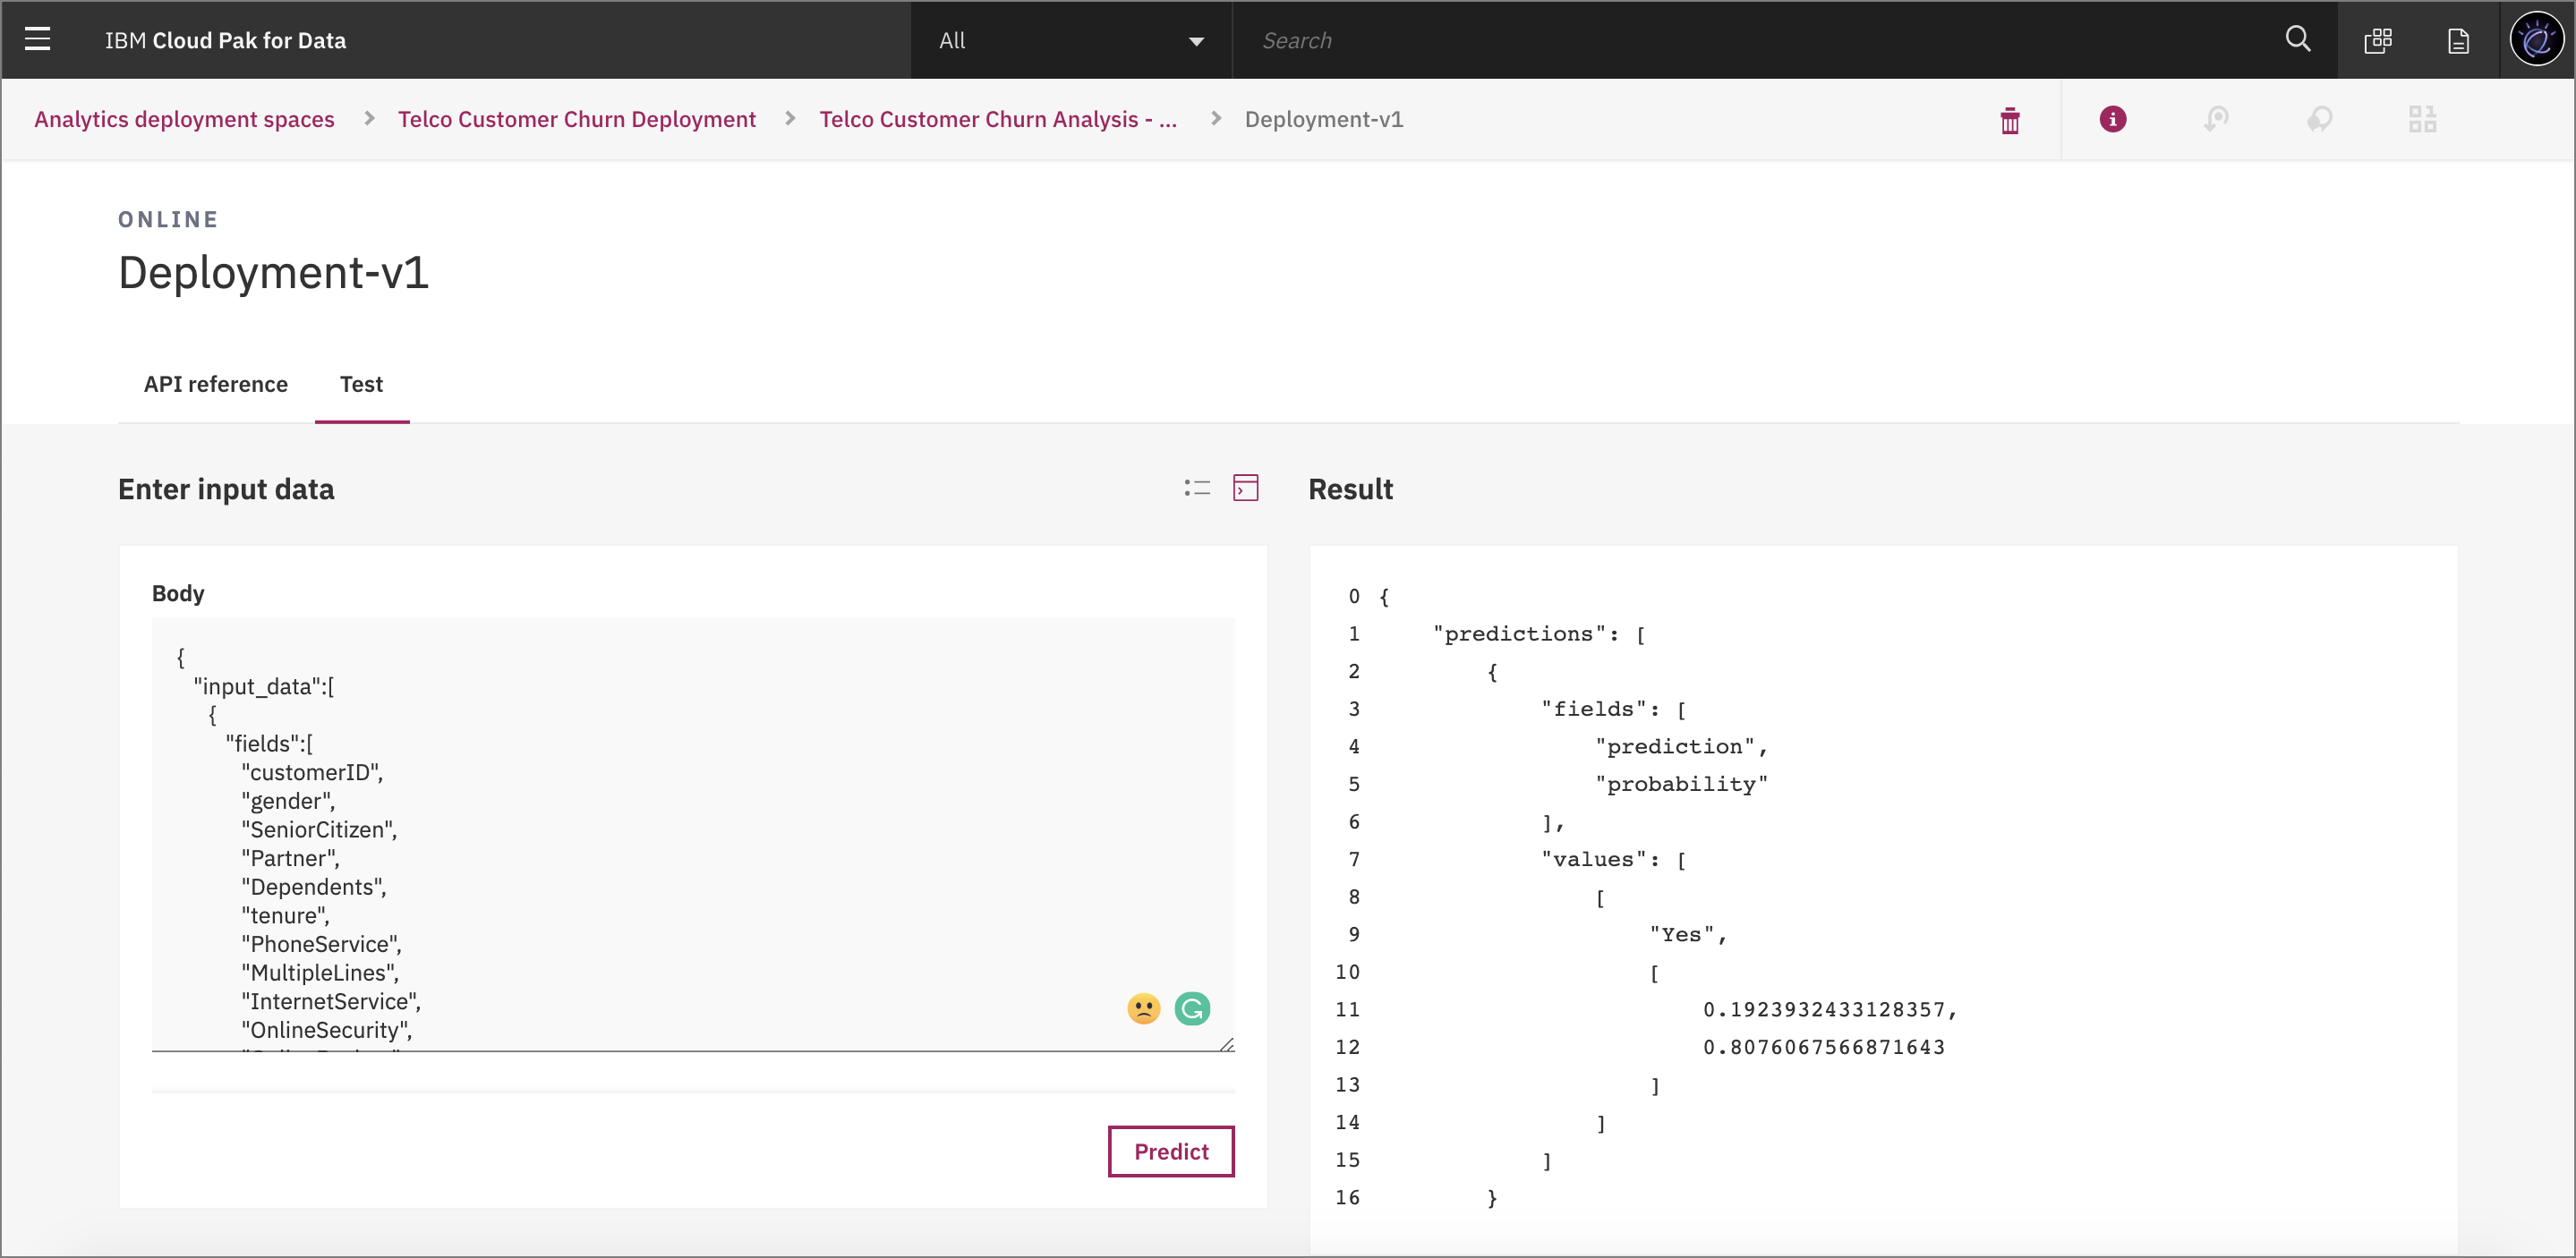 IBM Cloud Pak for Data
All
Search
Analytics deployment spaces > Telco Customer Churn Deployment > Telco Customer Churn Analysis - ... > Deployment-v1
ONLINE
Deployment-v1
API reference
Test
Enter input data
Body
{
"input_data":[
{
"fields":[
"customerID",
"gender",
"SeniorCitizen",
"Partner",
"Dependents",
"tenure",
"PhoneService",
"MultipleLines",
"InternetService",
"OnlineSecurity",
Predict
Result
0 {
1 "predictions": [
2 {
3 "fields": [
4 "prediction",
5 "probability"
6 ],
7 "values": [
8 [
9 "Yes",
10 [
11 0.1923932433128357,
12 0.8076067566871643
13 ]
14 ]
15 ]
16 }